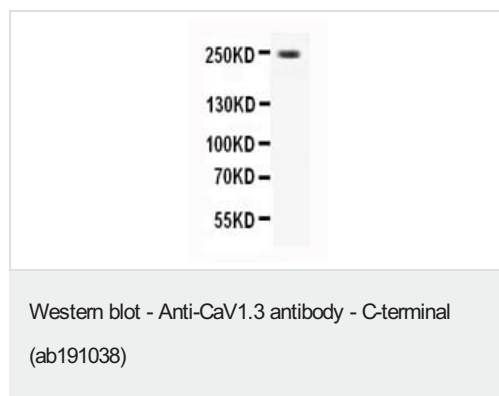 250KD
130KD
100KD
70KD
55KD
Western blot - Anti-CaV1.3 antibody - C-terminal
(ab191038)